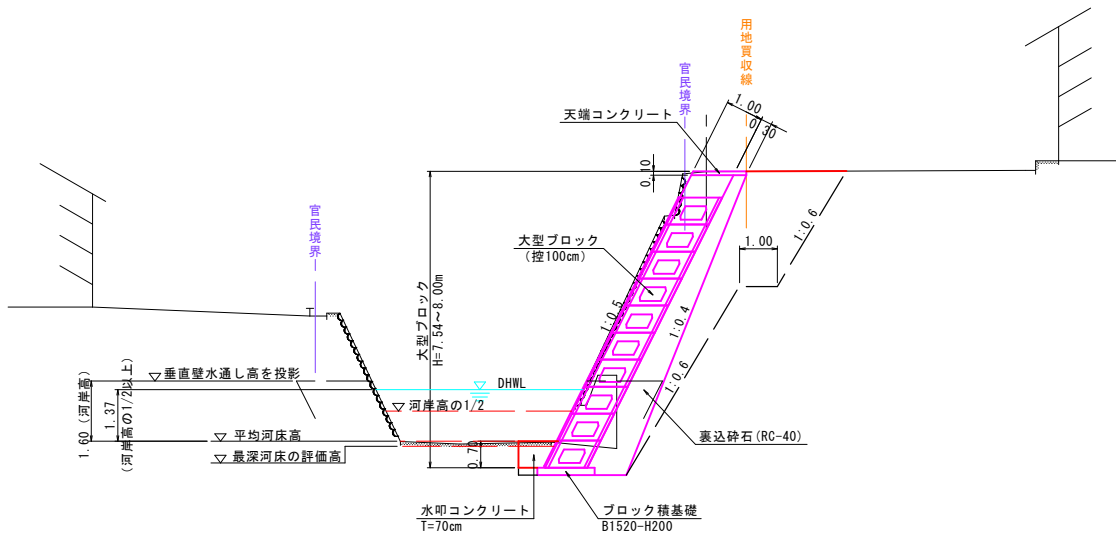 用地買収線
官民境界
1.00
0.30
天端コンクリート
0.10
官民境界
大型ブロック
(控100cm)
1.00
1:0.6
大型ブロック
H=7.54～8.00m
1:0.5
1:0.4
1:0.6
垂直壁水通し高を投影
DHWL
河岸高の1/2
1.60 (河岸高)
1.37
(河岸高の1/2以上)
平均河床高
最深河床の評価高
0.70
裏込砕石(RC-40)
水叩コンクリート
T=70cm
ブロック積基礎
B1520-H200